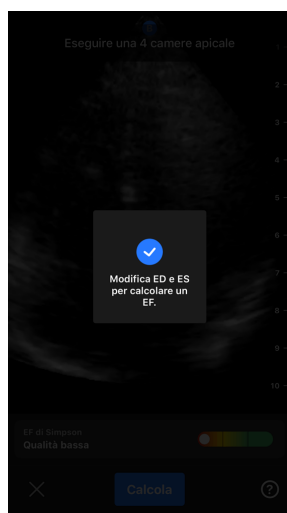 Eseguire una 4 camere apicale
2
3
4
5
6
7
8
9
10
Modifica ED e ES
per calcolare un
EF.
EF di Simpson
Qualità bassa
Calcola
?